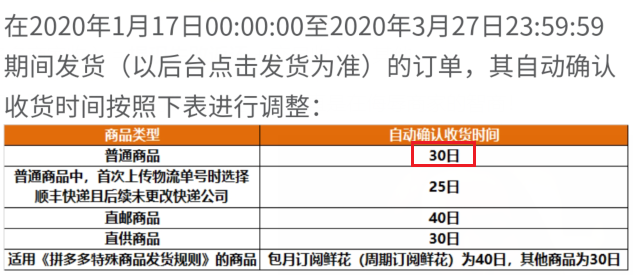 在2020年1月17日00:00:00至2020年3月27日23:59:59
期间发货（以后台点击发货为准）的订单，其自动确认
收货时间按照下表进行调整：
商品类型 自动确认收货时间
普通商品 30日
普通商品中，首次上传物流单号时选择
顺丰快递且后续未更改快递公司 25日
直邮商品 40日
直供商品 30日
适用《拼多多特殊商品发货规则》的商品 包月订阅鲜花（周期订阅鲜花）为40日，其他商品为30日